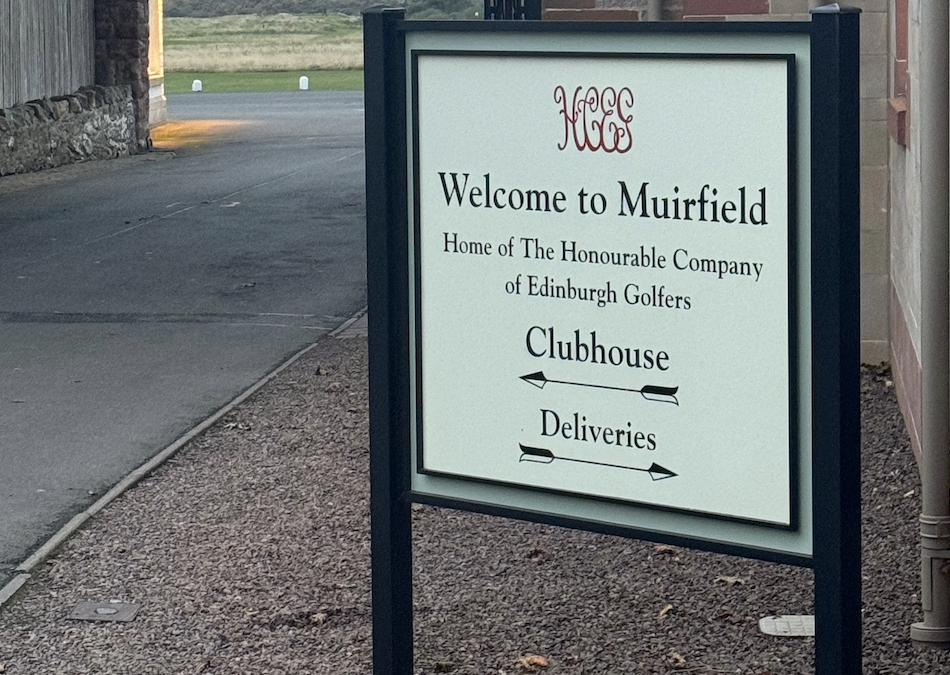 HCEG
Welcome to Muirfield
Home of The Honourable Company
of Edinburgh Golfers
Clubhouse
Deliveries